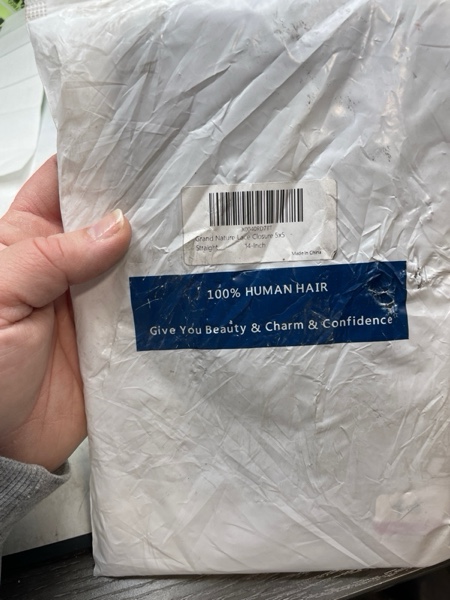 Grand Nature Lace Closure 5x5
Straight 14-Inch
Made in China
100% HUMAN HAIR
Give You Beauty & Charm & Confidence